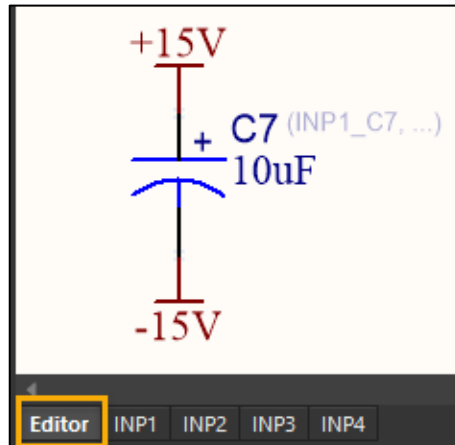 +15V
+ C7 (INP1_C7, ...)
10uF
-15V
Editor INP1 INP2 INP3 INP4